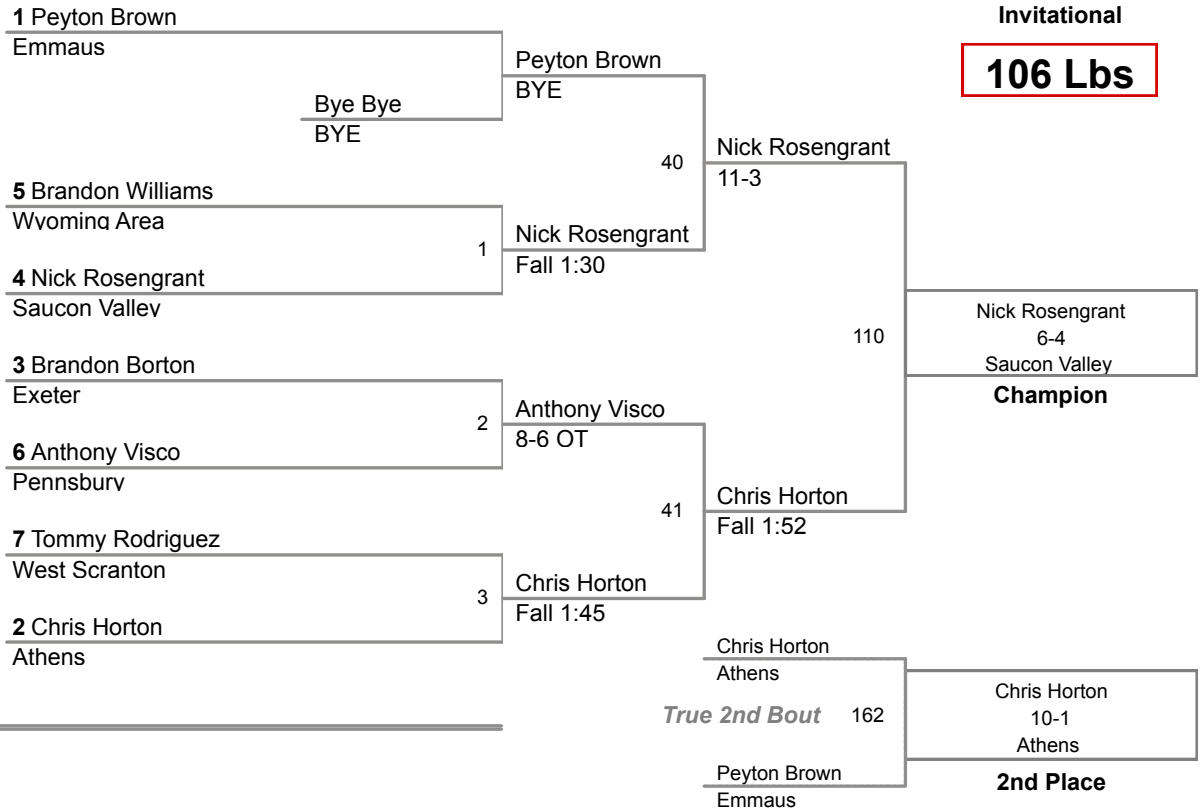 1 Peyton Brown
Emmaus
Bye Bye
BYE
5 Brandon Williams
Wyoming Area
4 Nick Rosengrant
Saucon Valley
3 Brandon Borton
Exeter
6 Anthony Visco
Pennsbury
7 Tommy Rodriguez
West Scranton
2 Chris Horton
Athens
Peyton Brown
BYE
1
Nick Rosengrant
Fall 1:30
2
Anthony Visco
8-6 OT
3
Chris Horton
Fall 1:45
40
Nick Rosengrant
11-3
41
Chris Horton
Fall 1:52
110
Invitational
106 Lbs
Nick Rosengrant
6-4
Saucon Valley
Champion
Chris Horton
Athens
True 2nd Bout 162
Peyton Brown
Emmaus
Chris Horton
10-1
Athens
2nd Place